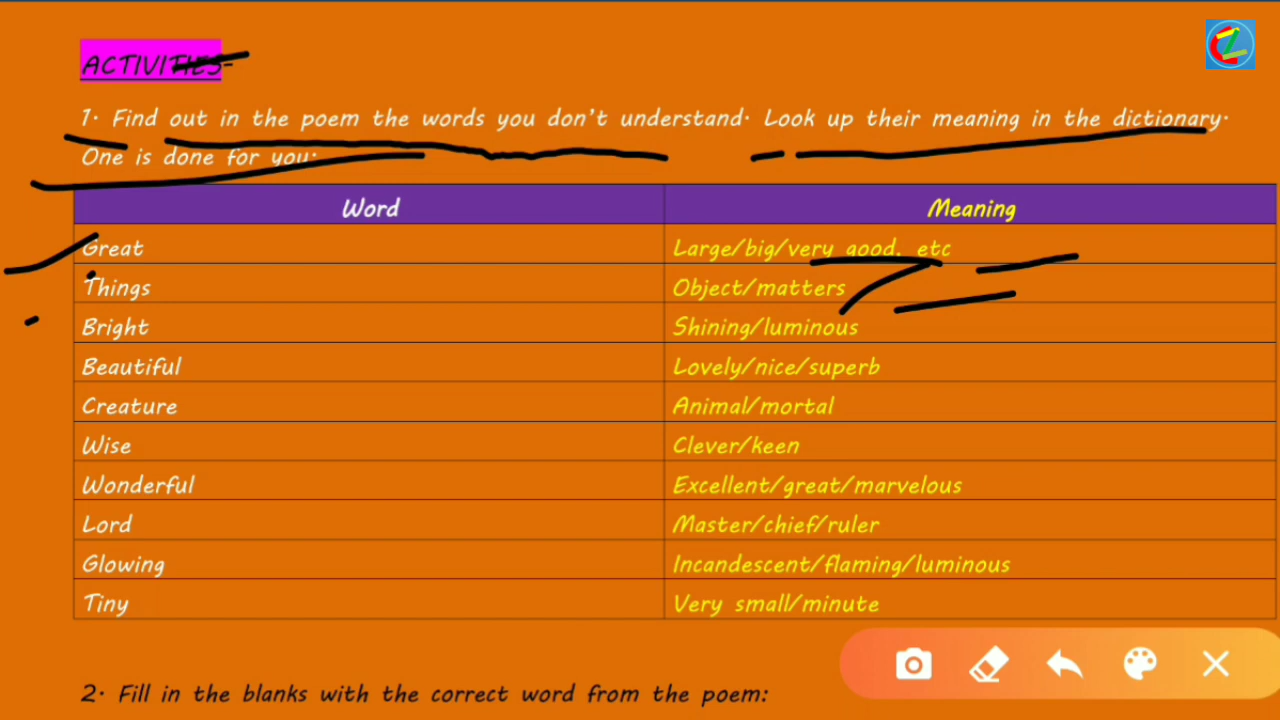 ACTIVITIES-
1. Find out in the poem the words you don't understand. Look up their meaning in the dictionary.
One is done for you.
Word Meaning
Great Large/big/very good. etc
Things Object/matters
Bright Shining/luminous
Beautiful Lovely/nice/superb
Creature Animal/mortal
Wise Clever/keen
Wonderful Excellent/great/marvelous
Lord Master/chief/ruler
Glowing Incandescent/flaming/luminous
Tiny Very small/minute
2. Fill in the blanks with the correct word from the poem: